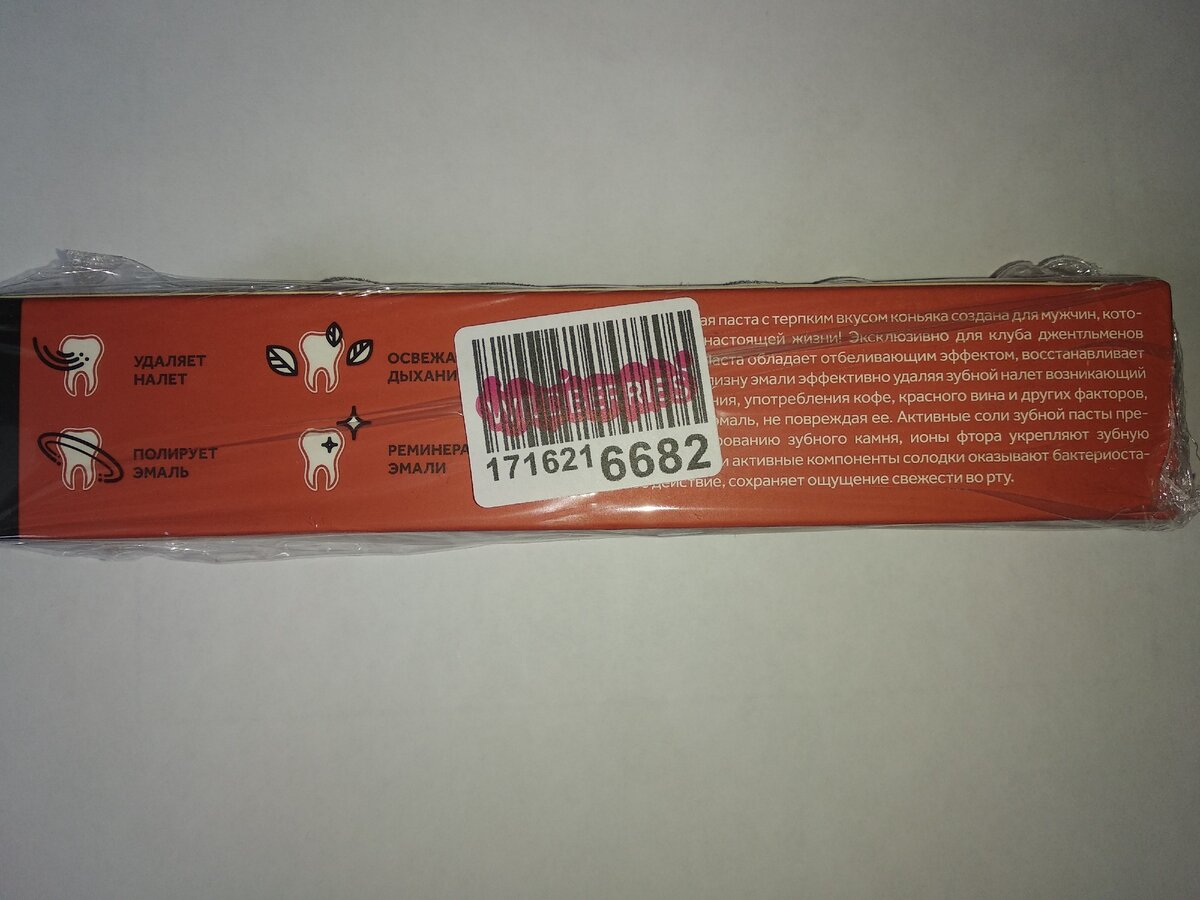 УДАЛЯЕТ
НАЛЕТ
ПОЛИРУЕТ
ЭМАЛЬ
ОСВЕЖА
ДЫХАНИ
РЕМИНЕРА
ЭМАЛИ
WILDBERRIES
1716216682
паста с терпким вкусом коньяка создана для мужчин, кото-
настоящей жизни! Эксклюзивно для клуба джентльменов
Паста обладает отбеливающим эффектом, восстанавливает
лизну эмали эффективно удаляя зубной налет возникающий
ния, употребления кофе, красного вина и других факторов,
эмаль, не повреждая ее. Активные соли зубной пасты пре-
рованию зубного камня, ионы фтора укрепляют зубную
и активные компоненты солодки оказывают бактериоста-
действие, сохраняет ощущение свежести во рту.